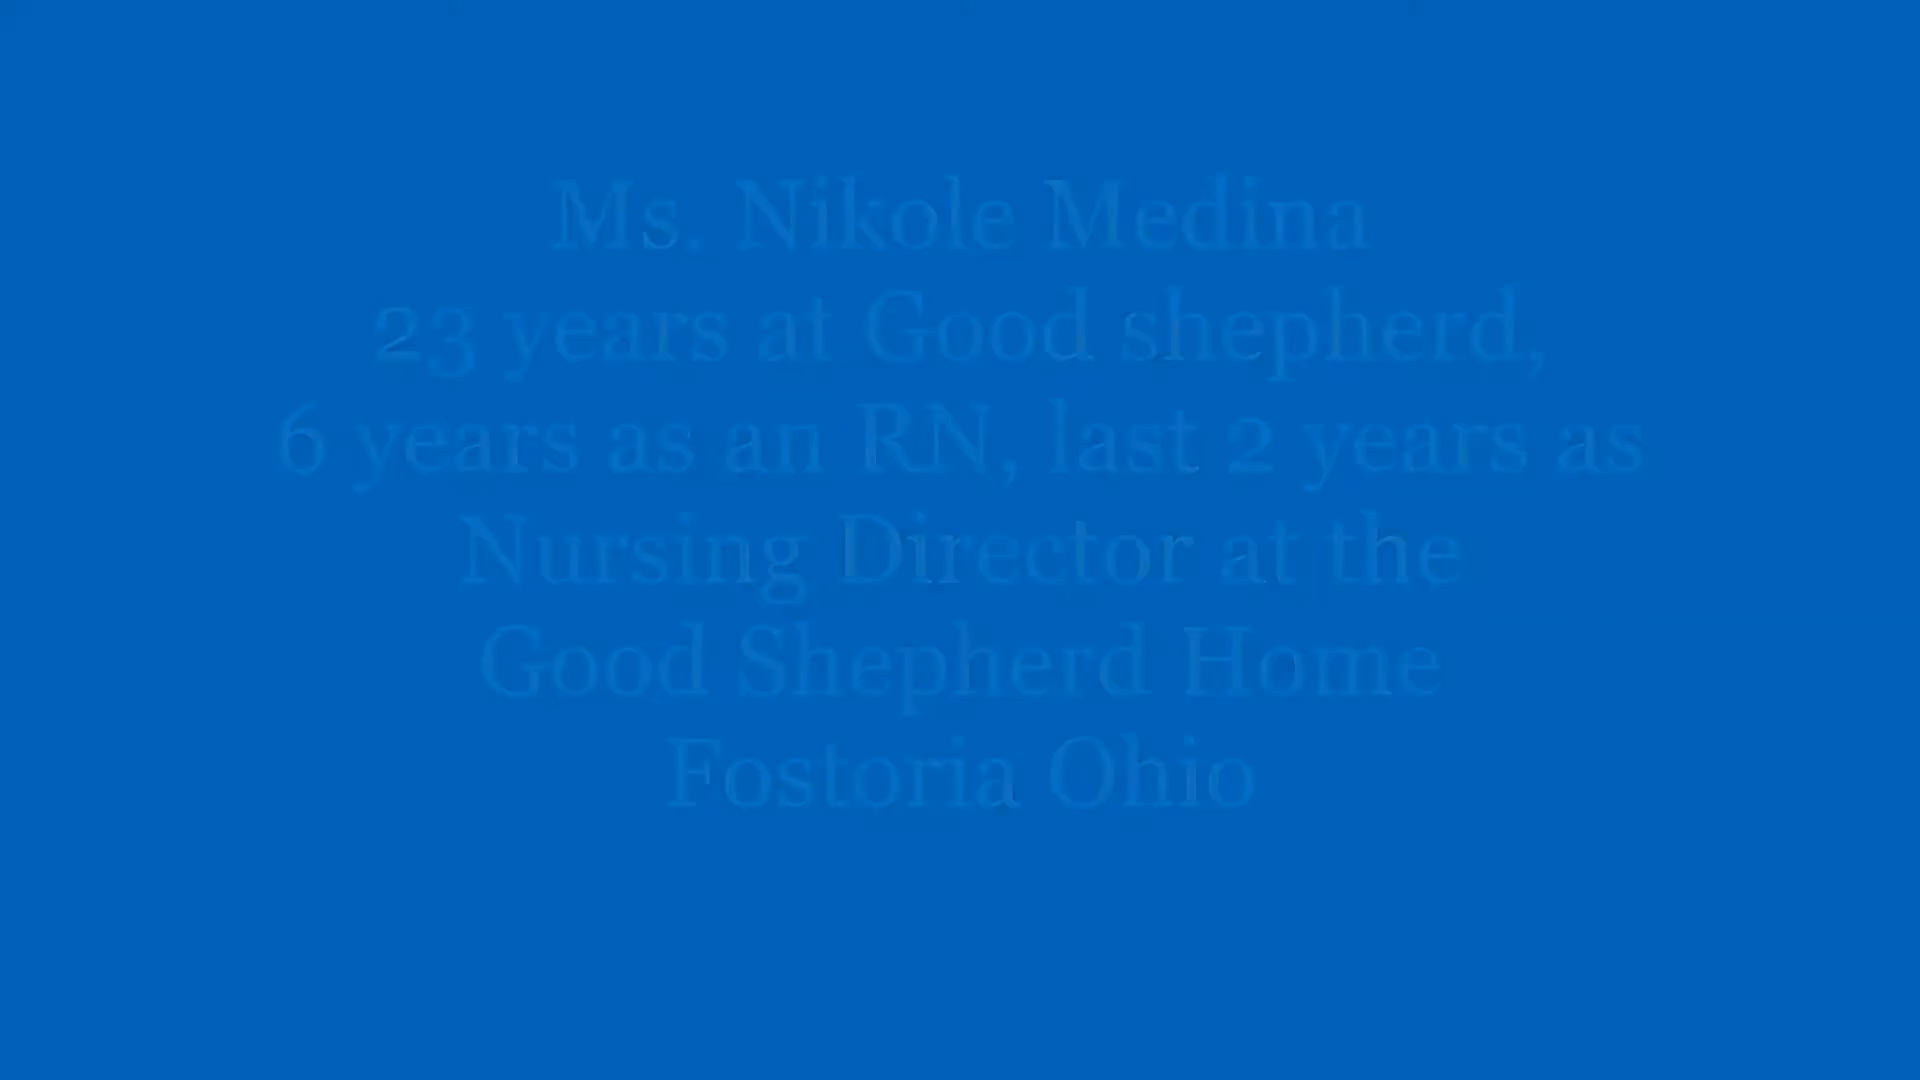 Ms. Nikole Medina
23 years at Good shepherd,
6 years as an RN, last 2 years as
Nursing Director at the
Good Shepherd Home
Fostoria Ohio